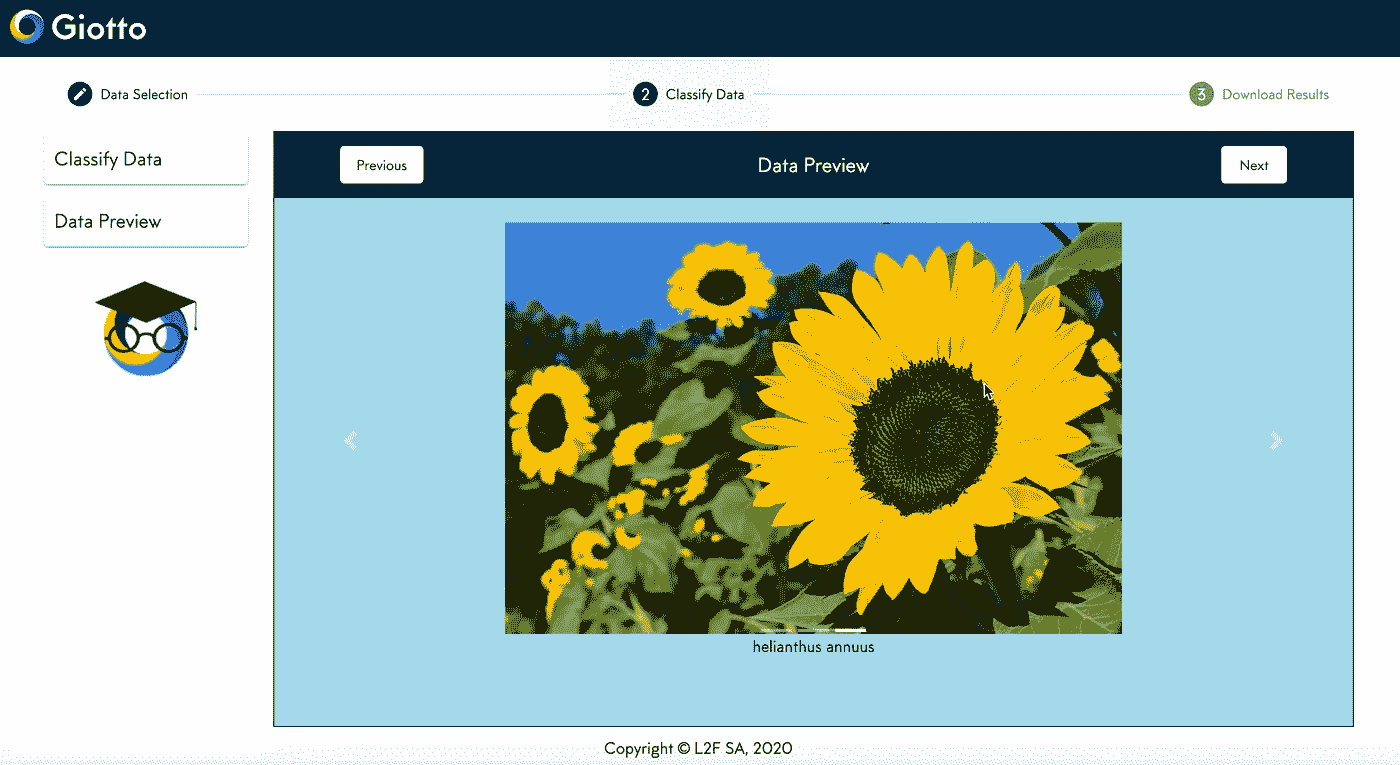 Giotto
Data Selection
2 Classify Data
3 Download Results
Classify Data
Data Preview
Previous
Data Preview
Next
helianthus annuus
Copyright © L2F SA, 2020